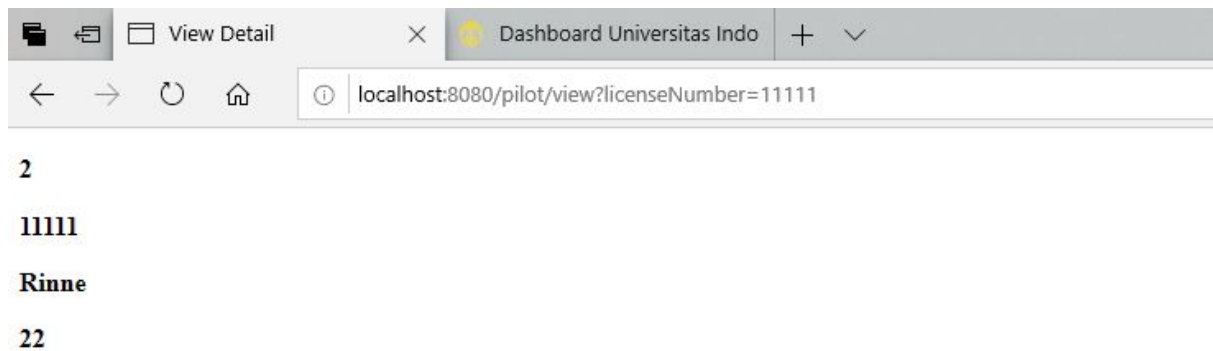 View Detail Dashboard Universitas Indo
localhost:8080/pilot/view?licenseNumber=11111
2
11111
Rinne
22